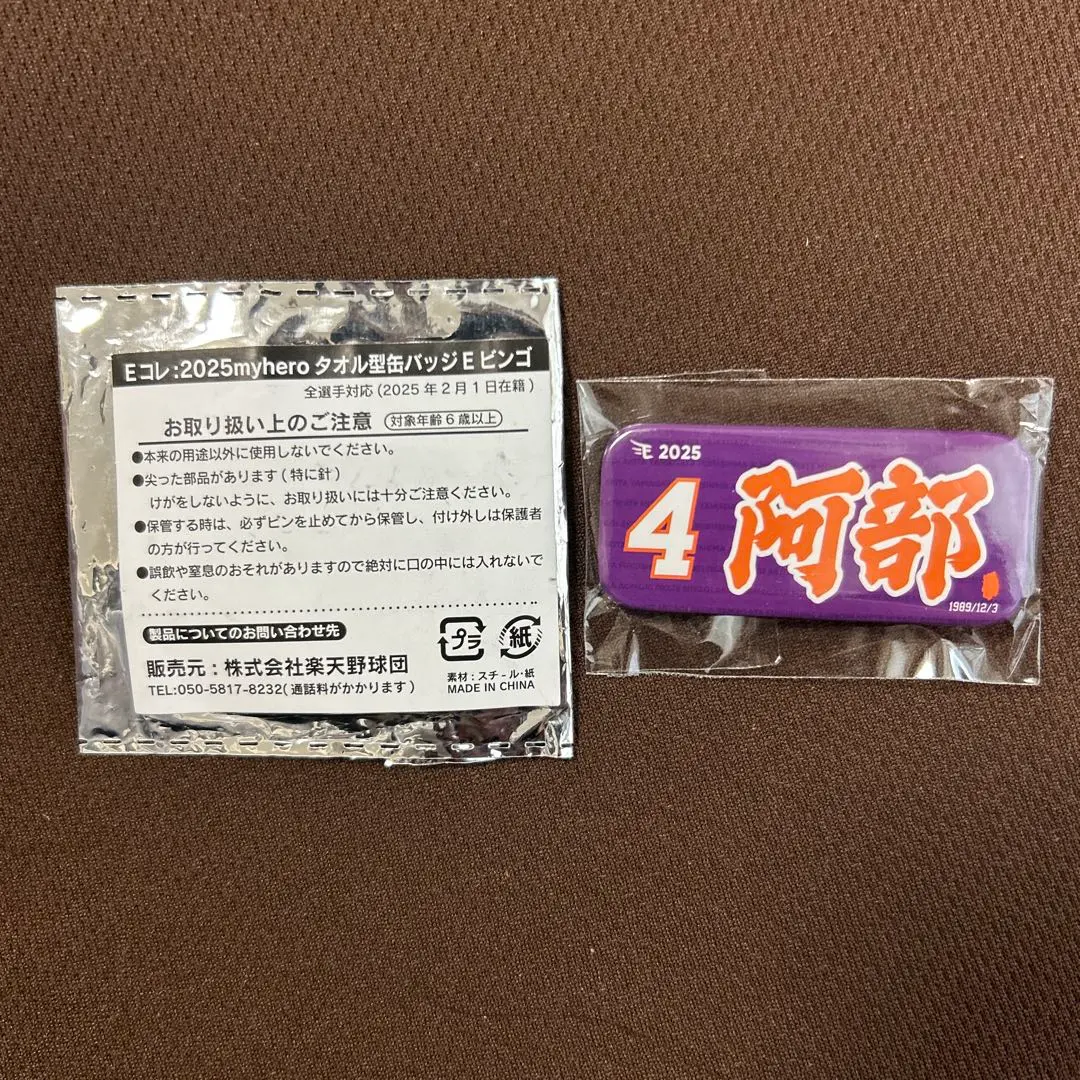 Eコレ:2025myhero タオル型缶バッジ E ビンゴ
全選手対応 (2025 年 2 月 1 日在籍)
お取り扱い上のご注意 対象年齢 6 歳以上
●本来の用途以外に使用しないでください。
●尖った部品があります ( 特に針 )
けがをしないように、お取り扱いには十分ご注意ください。
●保管する時は、必ずピンを止めてから保管し、付け外しは保護者
の方が行ってください。
●誤飲や窒息のおそれがありますので絶対に口の中には入れないで
ください。
製品についてのお問い合わせ先
販売元:株式会社楽天野球団
TEL:050-5817-8232( 通話料がかかります )
プラ
紙
素材:スチ-ル・紙
MADE IN CHINA
E 2025
4 阿部
1989/12/3